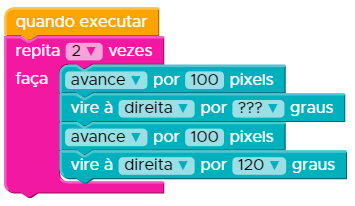 quando executar
repita 2 vezes
faça
avance por 100 pixels
vire à direita por ??? graus
avance por 100 pixels
vire à direita por 120 graus